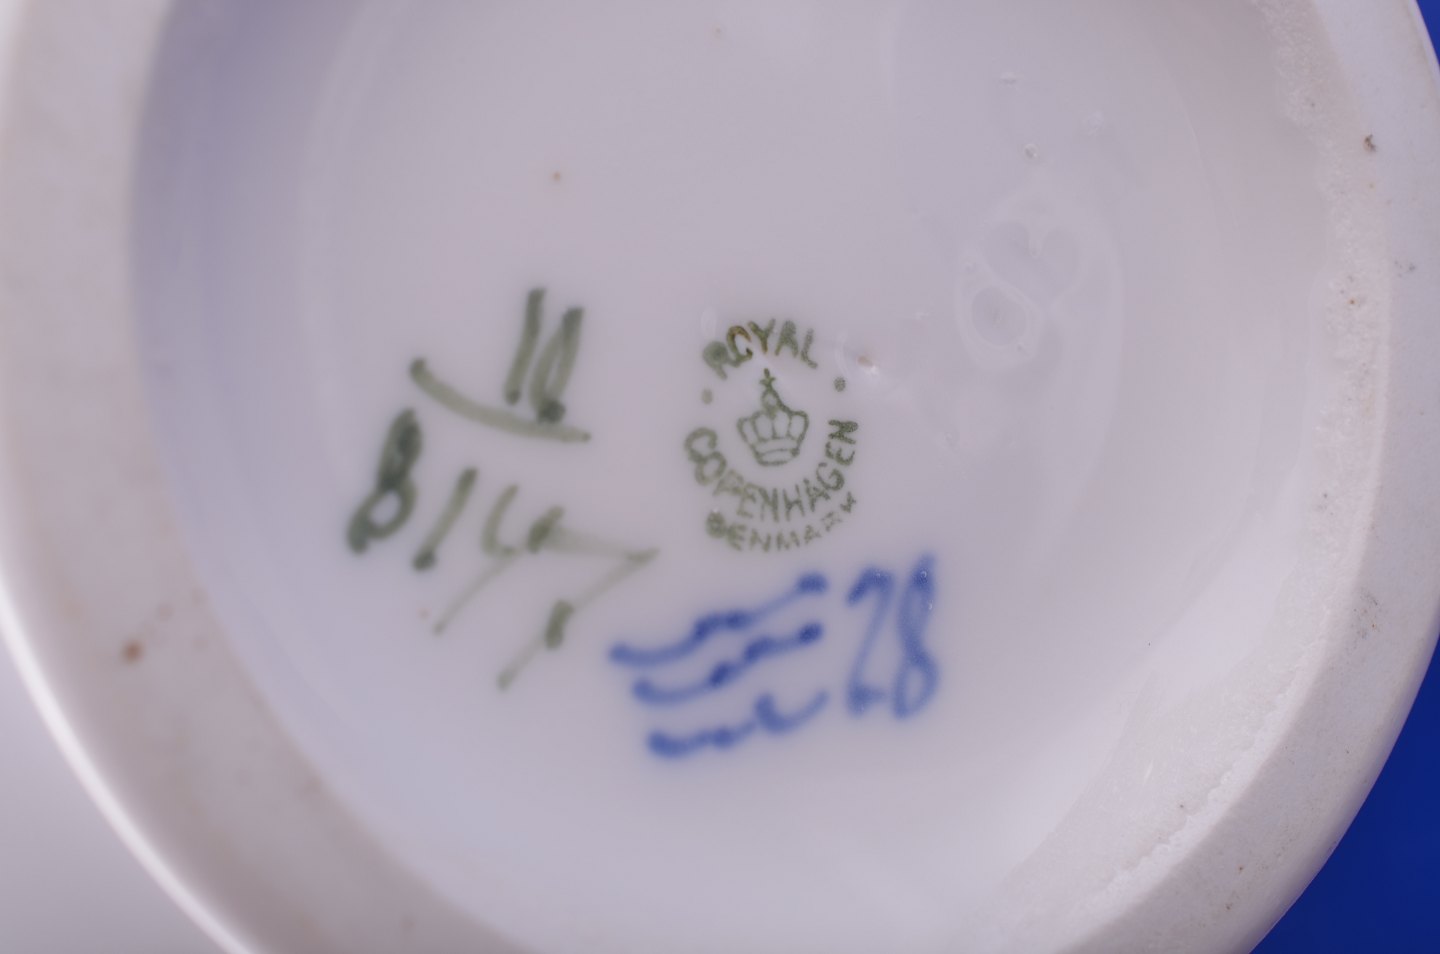 10
8147
ROYAL
COPENHAGEN
DENMARK
28